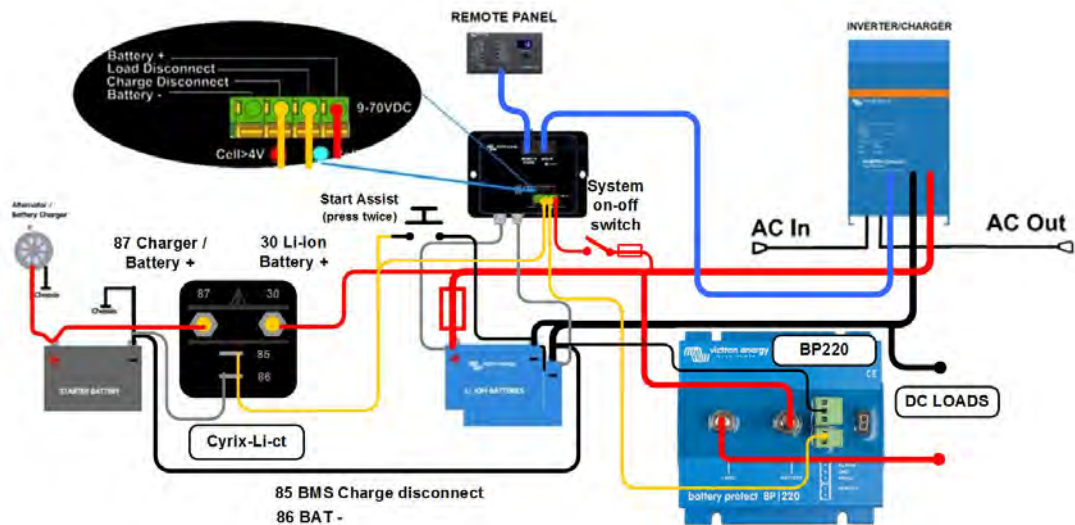 REMOTE PANEL
INVERTER/CHARGER
Battery +
Load Disconnect
Charge Disconnect
Battery -
9-70VDC
Cell>4V
Alternator /
Battery Charger
Chassis
Chassis
87 Charger /
Battery +
30 Li-ion
Battery +
Start Assist
(press twice)
System
on-off
switch
AC In
AC Out
87
30
85
86
STARTER BATTERY
Cyrix-Li-ct
LI-ION BATTERIES
victron energy
BP220
CE
DC LOADS
battery protect BP|220
85 BMS Charge disconnect
86 BAT -